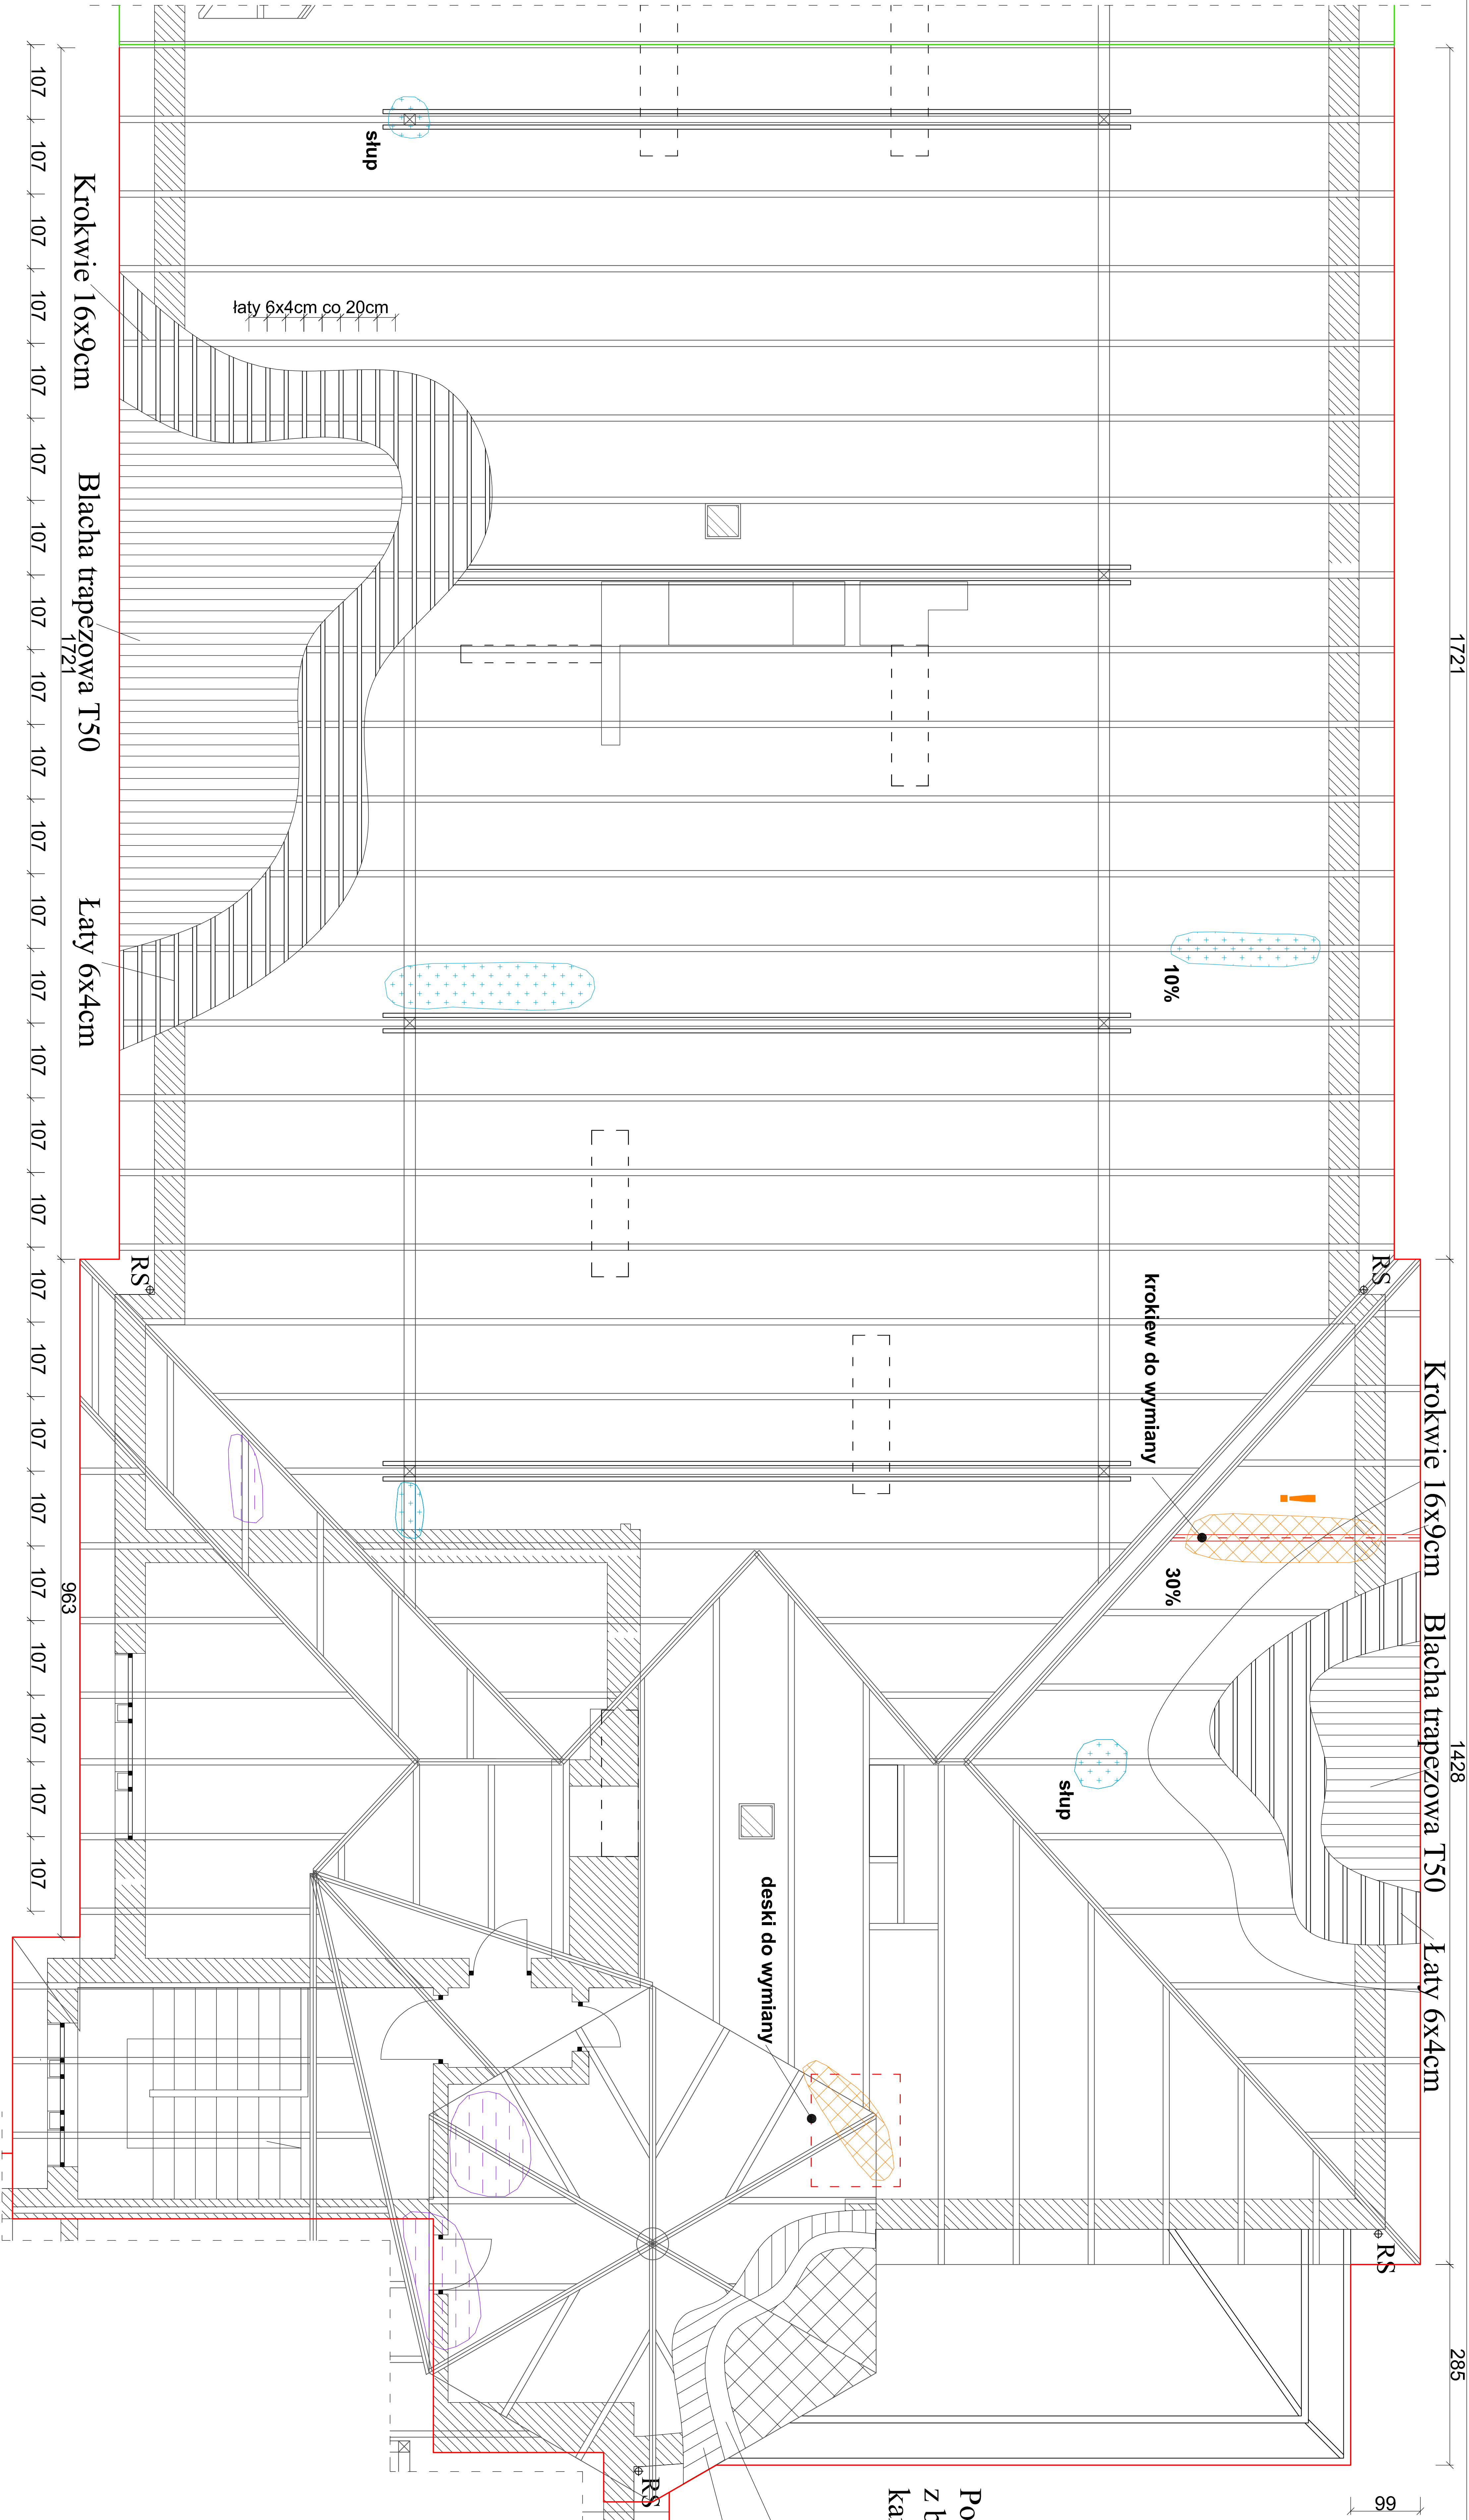 1721
1428
285
99
Krokwie 16x9cm
Blacha trapezowa T50
Łaty 6x4cm
RS
RS
krokiew do wymiany
10%
30%
!
słup
Po
z b
ka
deski do wymiany
RS
słup
łaty 6x4cm co 20cm
RS
Krokwie 16x9cm
Blacha trapezowa T50
Łaty 6x4cm
1721
963
107 107 107 107 107 107 107 107 107 107 107 107 107 107 107 107 107 107 107 107 107 107 107 107 107